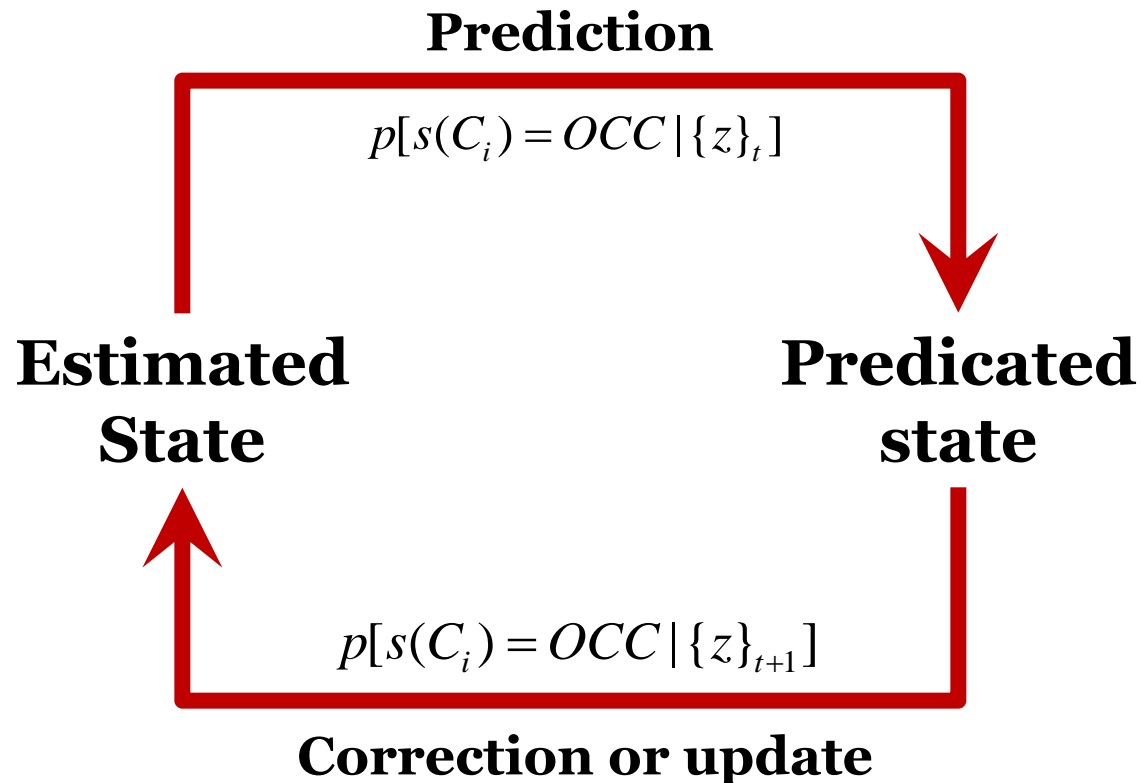 Prediction
p[s(C_i) = OCC | {z}_t]
Estimated
State
Predicated
state
p[s(C_i) = OCC | {z}_{t+1}]
Correction or update